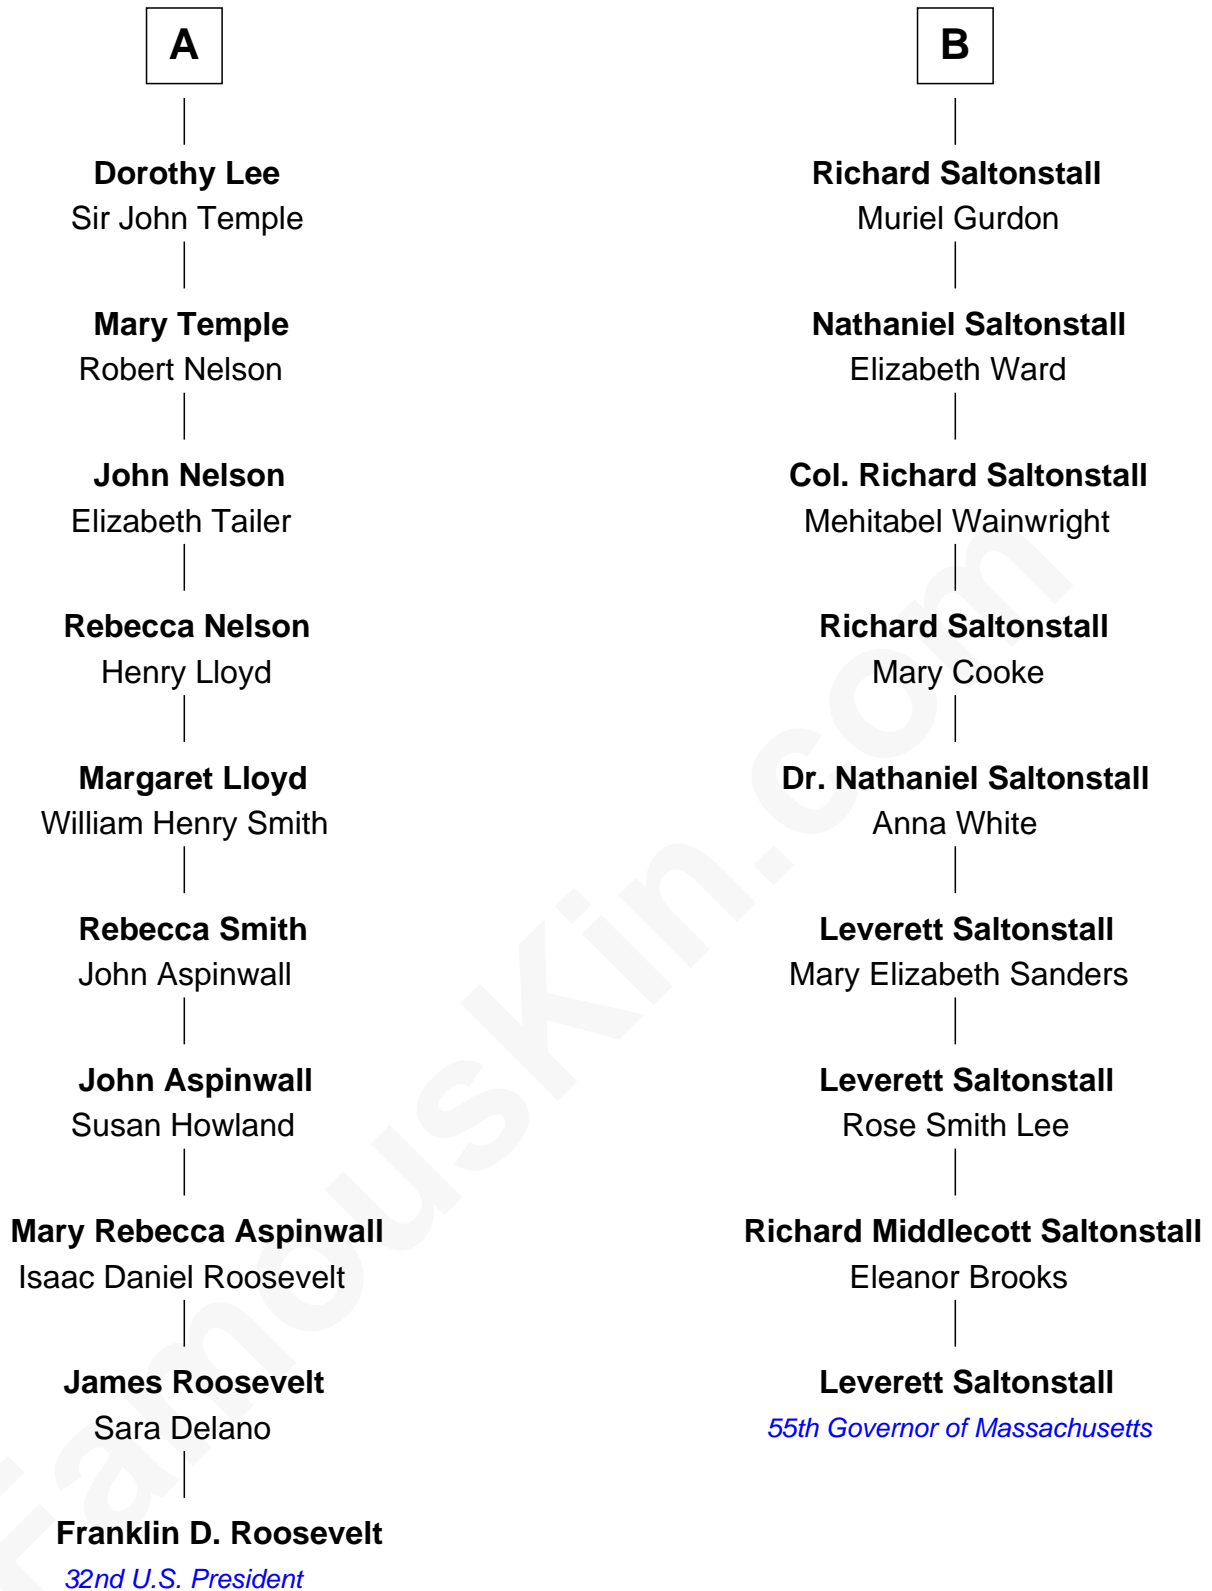 A
Dorothy Lee
Sir John Temple
Mary Temple
Robert Nelson
John Nelson
Elizabeth Tailer
Rebecca Nelson
Henry Lloyd
Margaret Lloyd
William Henry Smith
Rebecca Smith
John Aspinwall
John Aspinwall
Susan Howland
Mary Rebecca Aspinwall
Isaac Daniel Roosevelt
James Roosevelt
Sara Delano
Franklin D. Roosevelt
32nd U.S. President
B
Richard Saltonstall
Muriel Gurdon
Nathaniel Saltonstall
Elizabeth Ward
Col. Richard Saltonstall
Mehitabel Wainwright
Richard Saltonstall
Mary Cooke
Dr. Nathaniel Saltonstall
Anna White
Leverett Saltonstall
Mary Elizabeth Sanders
Leverett Saltonstall
Rose Smith Lee
Richard Middlecott Saltonstall
Eleanor Brooks
Leverett Saltonstall
55th Governor of Massachusetts
FamousKin.com